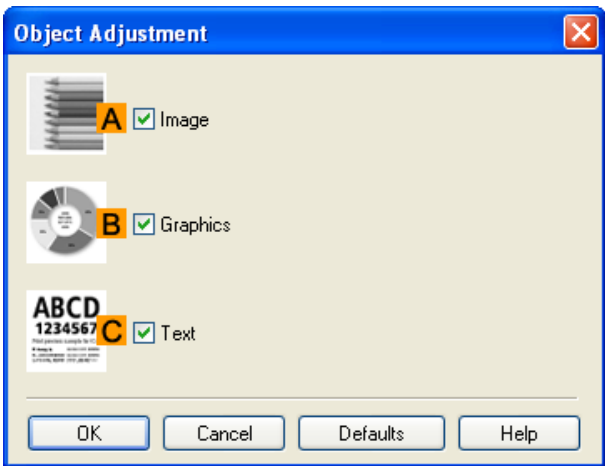 Object Adjustment
A Image
B Graphics
ABCD
1234567
C Text
OK Cancel Defaults Help